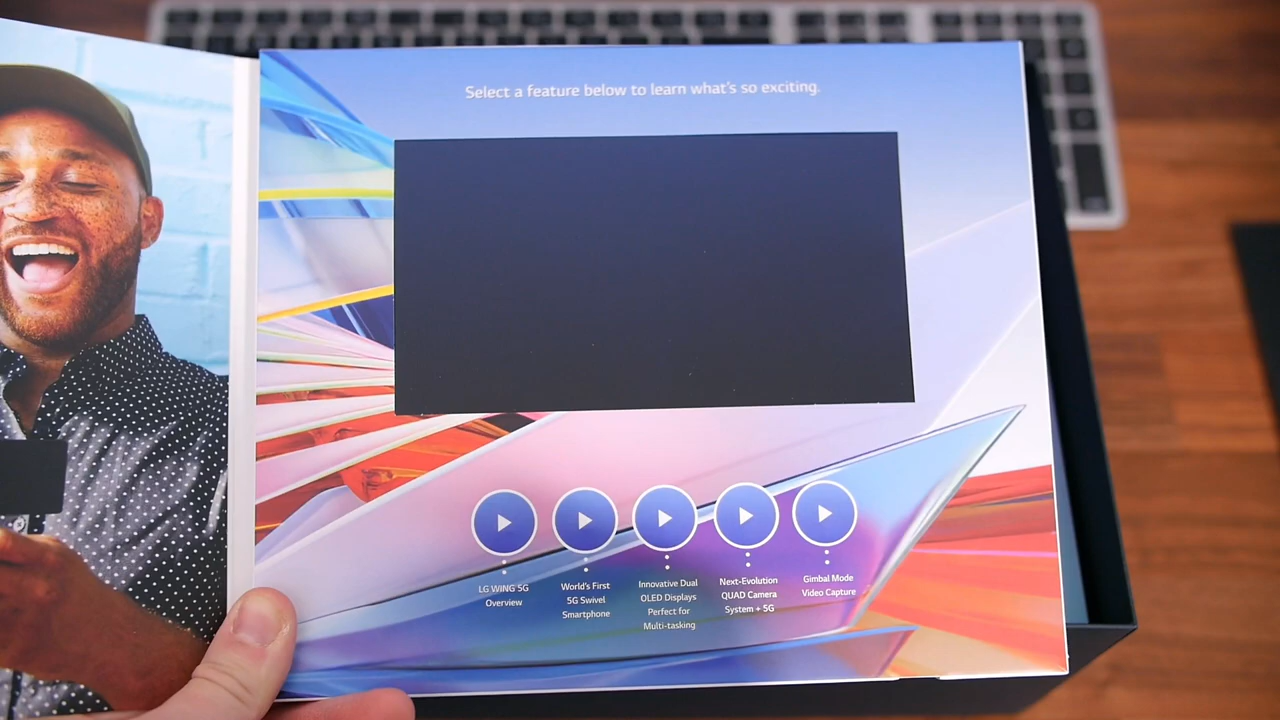 Select a feature below to learn what's so exciting.
LG WING 5G
Overview
World's First
5G Swivel
Smartphone
Innovative Dual
OLED Displays
Perfect for
Multi-tasking
Next-Evolution
QUAD Camera
System + 5G
Gimbal Mode
Video Capture